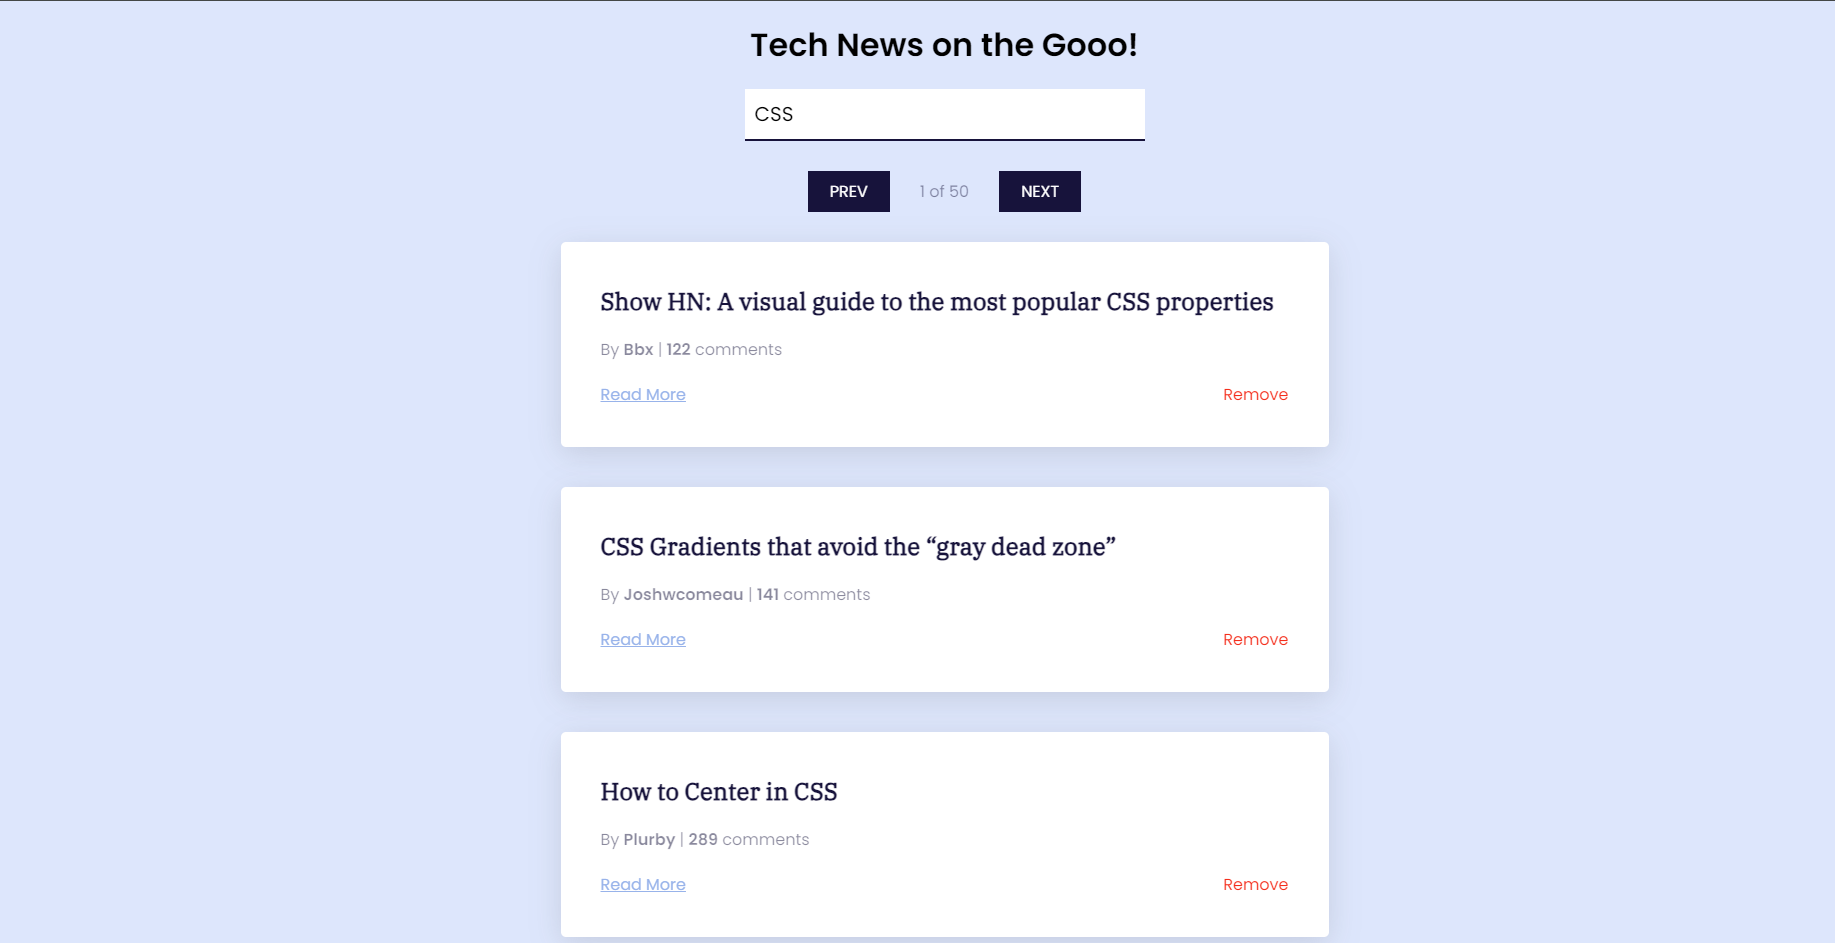 Tech News on the Gooo!
CSS
PREV 1 of 50 NEXT
Show HN: A visual guide to the most popular CSS properties
By Bbx | 122 comments
Read More Remove
CSS Gradients that avoid the “gray dead zone”
By Joshwcomeau | 141 comments
Read More Remove
How to Center in CSS
By Plurby | 289 comments
Read More Remove